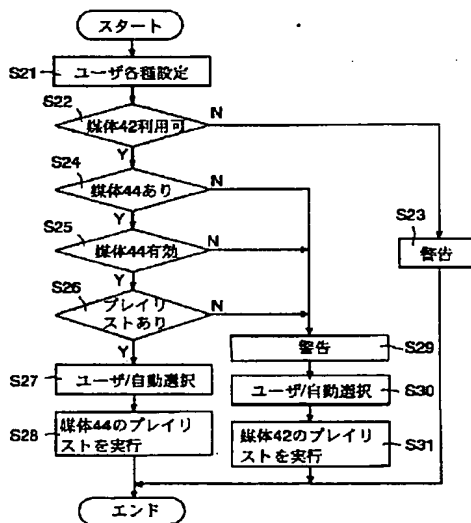 スタート
S21
ユーザ各種設定
S22
媒体42利用可
N
Y
S24
媒体44あり
N
Y
S23
警告
S25
媒体44有効
N
Y
S26
プレイリ
ストあり
N
Y
警告
S29
S27
ユーザ/自動選択
ユーザ/自動選択
S30
S28
媒体44のプレイリ
ストを実行
媒体42のプレイリ
ストを実行
S31
エンド